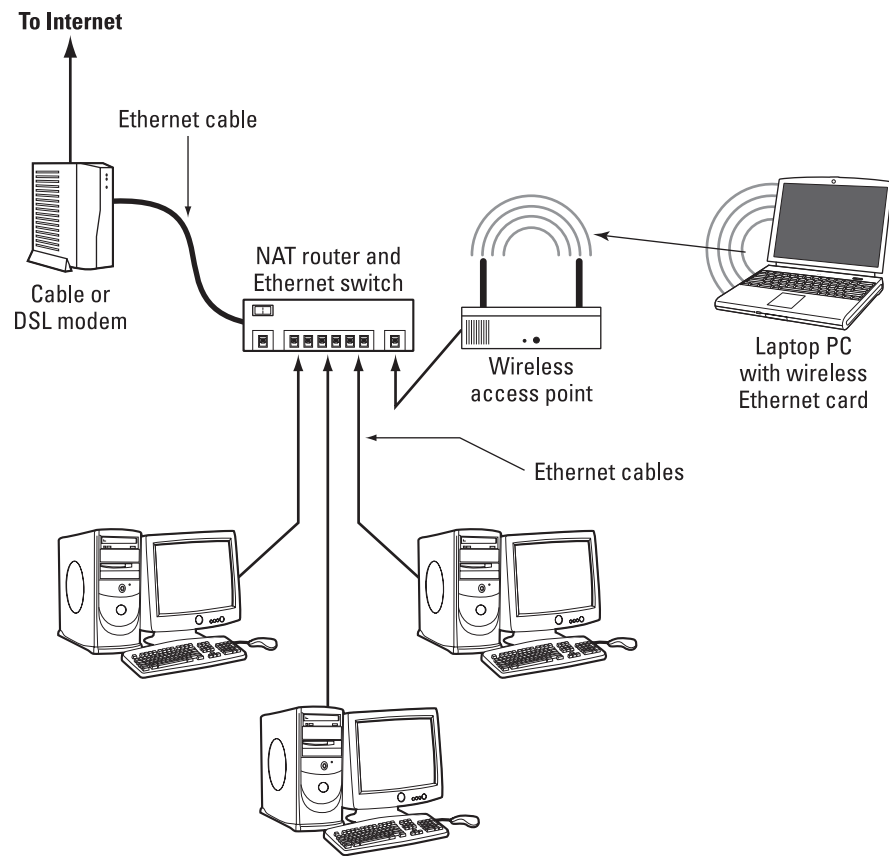 To Internet
Ethernet cable
NAT router and
Ethernet switch
Cable or
DSL modem
Wireless
access point
Laptop PC
with wireless
Ethernet card
Ethernet cables